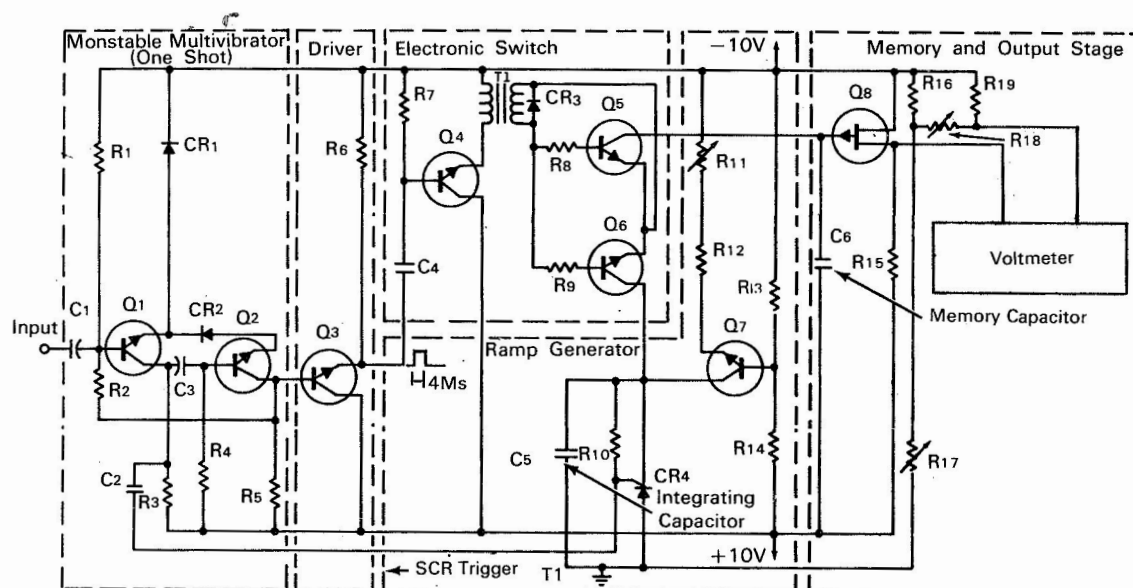 Monstable Multivibrator
(One Shot)
Driver
Electronic Switch
−10V
Memory and Output Stage
R1
CR1
R6
R7
Q4
T1
CR3
Q5
R8
Q6
R9
C4
R11
R12
R13
Q8
R16
R19
R18
C6
R15
Voltmeter
Memory Capacitor
Input
C1
Q1
CR2
Q2
Q3
Ramp Generator
Q7
4Ms
R2
C3
C2
R3
R4
R5
C5
R10
R14
R17
CR4
Integrating
Capacitor
+10V
SCR Trigger
T1